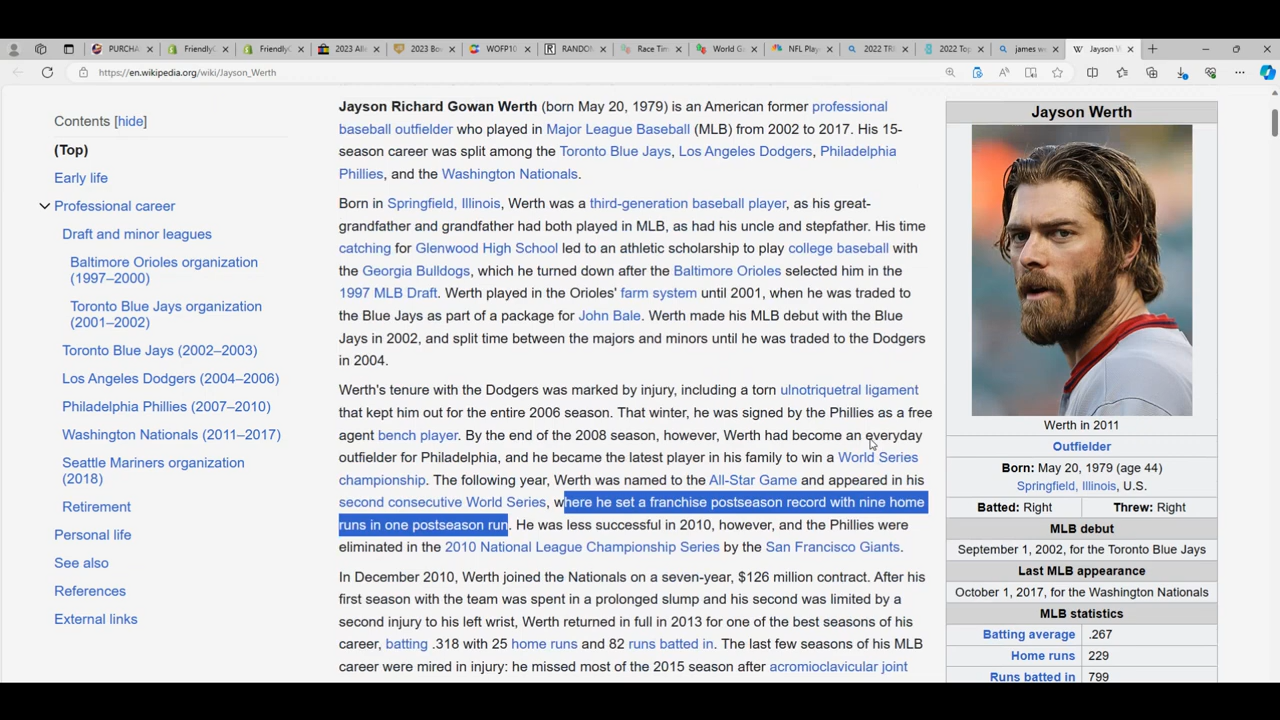 PURCHA
FriendlyC
FriendlyC
2023 All
2023 Bo
WOFP10
RANDO
Race Tim
World G
NFL Play
2022 TR
2022 Top
james w
Jayson V
https://en.wikipedia.org/wiki/Jayson_Werth
Contents [hide]
(Top)
Early life
Professional career
Draft and minor leagues
Baltimore Orioles organization
(1997–2000)
Toronto Blue Jays organization
(2001–2002)
Toronto Blue Jays (2002–2003)
Los Angeles Dodgers (2004–2006)
Philadelphia Phillies (2007–2010)
Washington Nationals (2011–2017)
Seattle Mariners organization
(2018)
Retirement
Personal life
See also
References
External links
Jayson Richard Gowan Werth (born May 20, 1979) is an American former professional
baseball outfielder who played in Major League Baseball (MLB) from 2002 to 2017. His 15-
season career was split among the Toronto Blue Jays, Los Angeles Dodgers, Philadelphia
Phillies, and the Washington Nationals.
Born in Springfield, Illinois, Werth was a third-generation baseball player, as his great-
grandfather and grandfather had both played in MLB, as had his uncle and stepfather. His time
catching for Glenwood High School led to an athletic scholarship to play college baseball with
the Georgia Bulldogs, which he turned down after the Baltimore Orioles selected him in the
1997 MLB Draft. Werth played in the Orioles' farm system until 2001, when he was traded to
the Blue Jays as part of a package for John Bale. Werth made his MLB debut with the Blue
Jays in 2002, and split time between the majors and minors until he was traded to the Dodgers
in 2004.
Werth's tenure with the Dodgers was marked by injury, including a torn ulnotriquetral ligament
that kept him out for the entire 2006 season. That winter, he was signed by the Phillies as a free
agent bench player. By the end of the 2008 season, however, Werth had become an everyday
outfielder for Philadelphia, and he became the latest player in his family to win a World Series
championship. The following year, Werth was named to the All-Star Game and appeared in his
second consecutive World Series, where he set a franchise postseason record with nine home
runs in one postseason run. He was less successful in 2010, however, and the Phillies were
eliminated in the 2010 National League Championship Series by the San Francisco Giants.
In December 2010, Werth joined the Nationals on a seven-year, $126 million contract. After his
first season with the team was spent in a prolonged slump and his second was limited by a
second injury to his left wrist, Werth returned in full in 2013 for one of the best seasons of his
career, batting .318 with 25 home runs and 82 runs batted in. The last few seasons of his MLB
career were mired in injury: he missed most of the 2015 season after acromioclavicular joint
Jayson Werth
Werth in 2011
Outfielder
Born: May 20, 1979 (age 44)
Springfield, Illinois, U.S.
Batted: Right Threw: Right
MLB debut
September 1, 2002, for the Toronto Blue Jays
Last MLB appearance
October 1, 2017, for the Washington Nationals
MLB statistics
Batting average .267
Home runs 229
Runs batted in 799